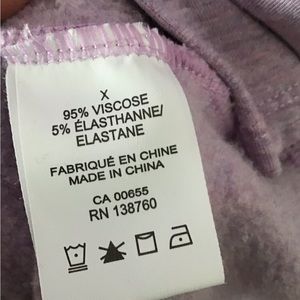 X
95% VISCOSE
5% ÉLASTHANNE/
ELASTANE
FABRIQUÉ EN CHINE
MADE IN CHINA
CA 00655
RN 138760